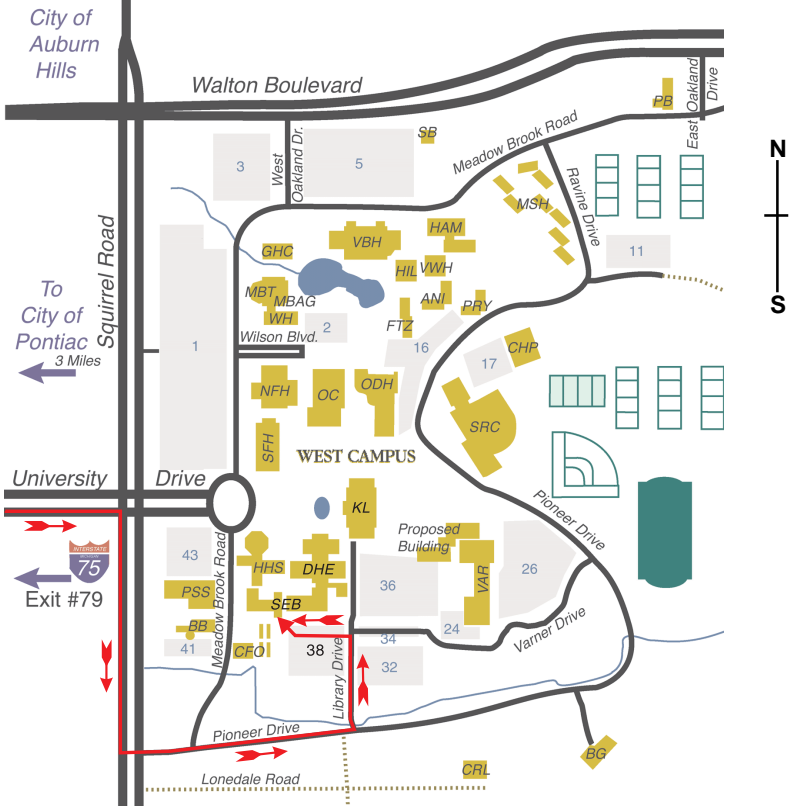 City of
Auburn
Hills
Walton Boulevard
PB
East Oakland
Drive
SB
3
West
Oakland Dr.
5
Meadow Brook Road
N
S
MSH
Ravine Drive
11
Squirrel Road
GHC
VBH
HAM
HIL
VWH
MBT
MBAG
WH
ANI
PRY
FTZ
2
Wilson Blvd.
To
City of
Pontiac
3 Miles
1
16
17
CHP
NFH
OC
ODH
SFH
SRC
WEST CAMPUS
University
Drive
KL
Pioneer Drive
Proposed
Building
43
INTERSTATE
MICHIGAN
75
Exit #79
Meadow Brook Road
HHS
DHE
36
VAR
26
PSS
SEB
BB
41
CFO
38
Library Drive
34
32
24
Varner Drive
Pioneer Drive
BG
CRL
Lonedale Road